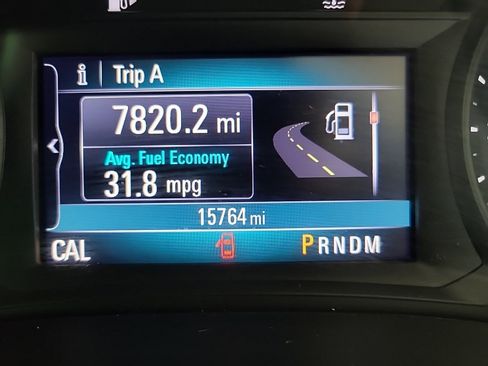 i Trip A
7820.2 mi
Avg. Fuel Economy
31.8 mpg
15764 mi
CAL PRNDM